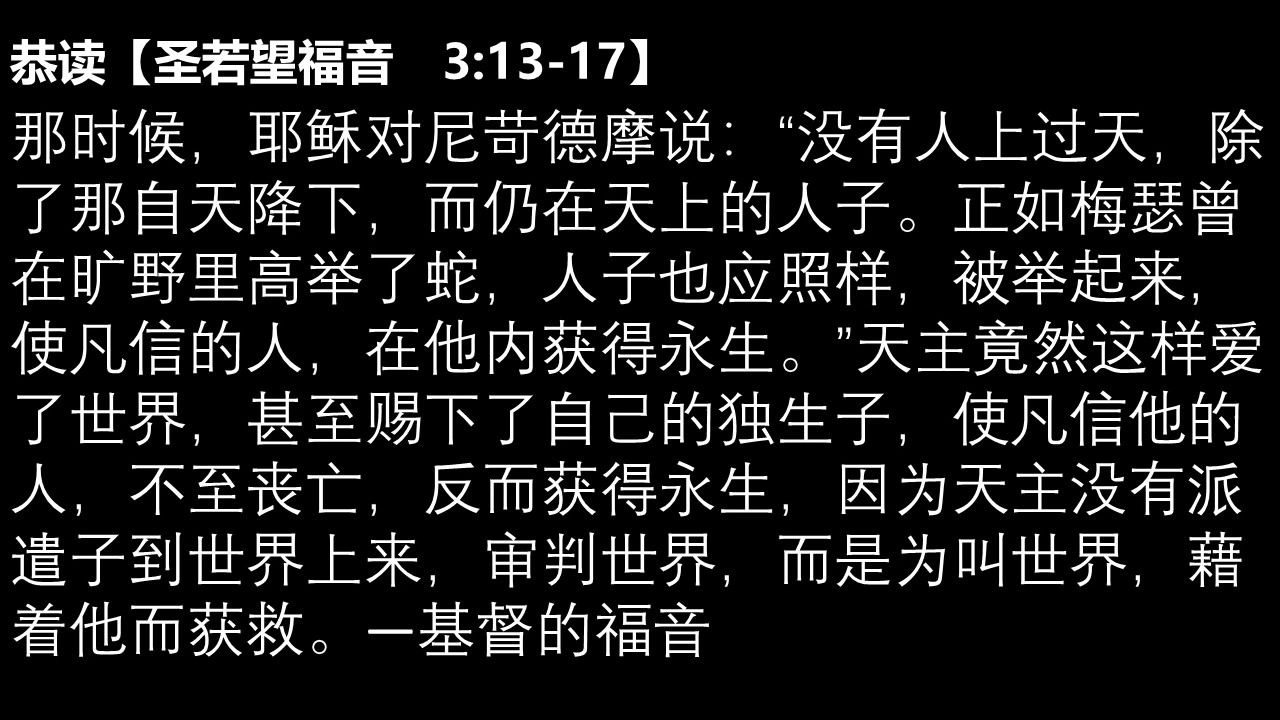 恭读【圣若望福音　3:13-17】
那时候，耶稣对尼苛德摩说：“没有人上过天，除
了那自天降下，而仍在天上的人子。正如梅瑟曾
在旷野里高举了蛇，人子也应照样，被举起来，
使凡信的人，在他内获得永生。”天主竟然这样爱
了世界，甚至赐下了自己的独生子，使凡信他的
人，不至丧亡，反而获得永生，因为天主没有派
遣子到世界上来，审判世界，而是为叫世界，藉
着他而获救。—基督的福音